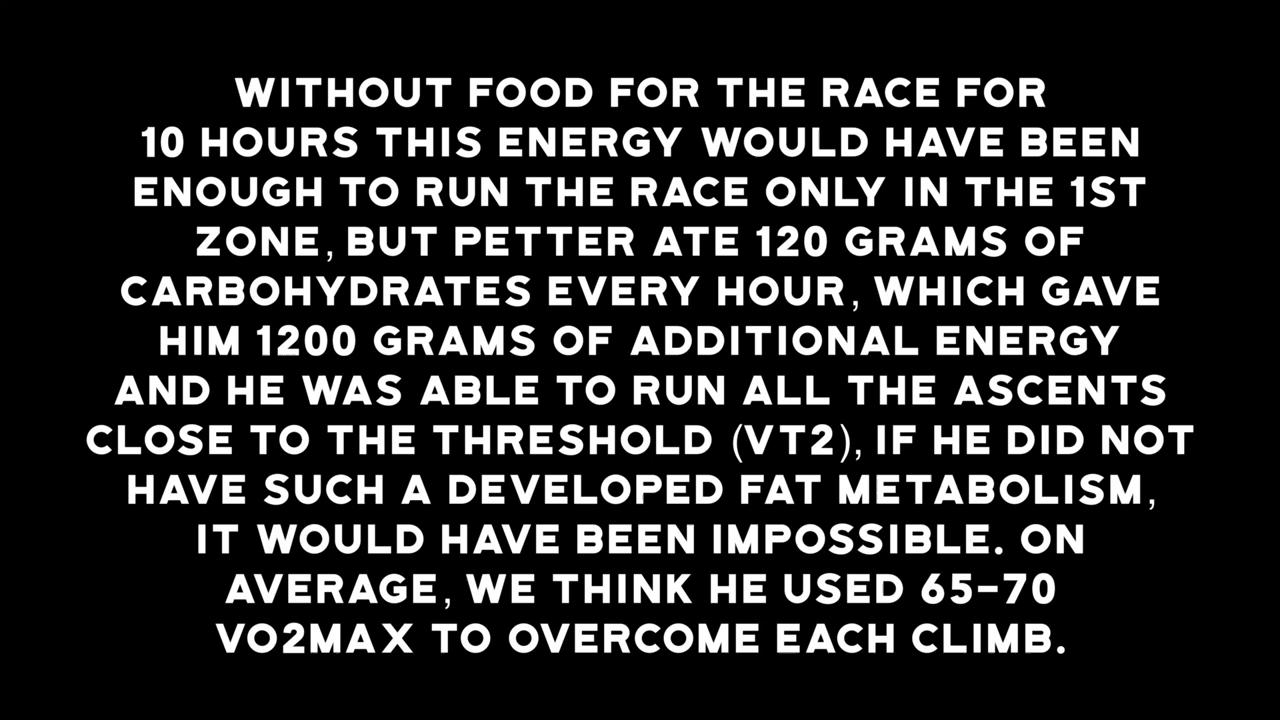 WITHOUT FOOD FOR THE RACE FOR
10 HOURS THIS ENERGY WOULD HAVE BEEN
ENOUGH TO RUN THE RACE ONLY IN THE 1ST
ZONE, BUT PETTER ATE 120 GRAMS OF
CARBOHYDRATES EVERY HOUR, WHICH GAVE
HIM 1200 GRAMS OF ADDITIONAL ENERGY
AND HE WAS ABLE TO RUN ALL THE ASCENTS
CLOSE TO THE THRESHOLD (VT2), IF HE DID NOT
HAVE SUCH A DEVELOPED FAT METABOLISM,
IT WOULD HAVE BEEN IMPOSSIBLE. ON
AVERAGE, WE THINK HE USED 65-70
VO2MAX TO OVERCOME EACH CLIMB.